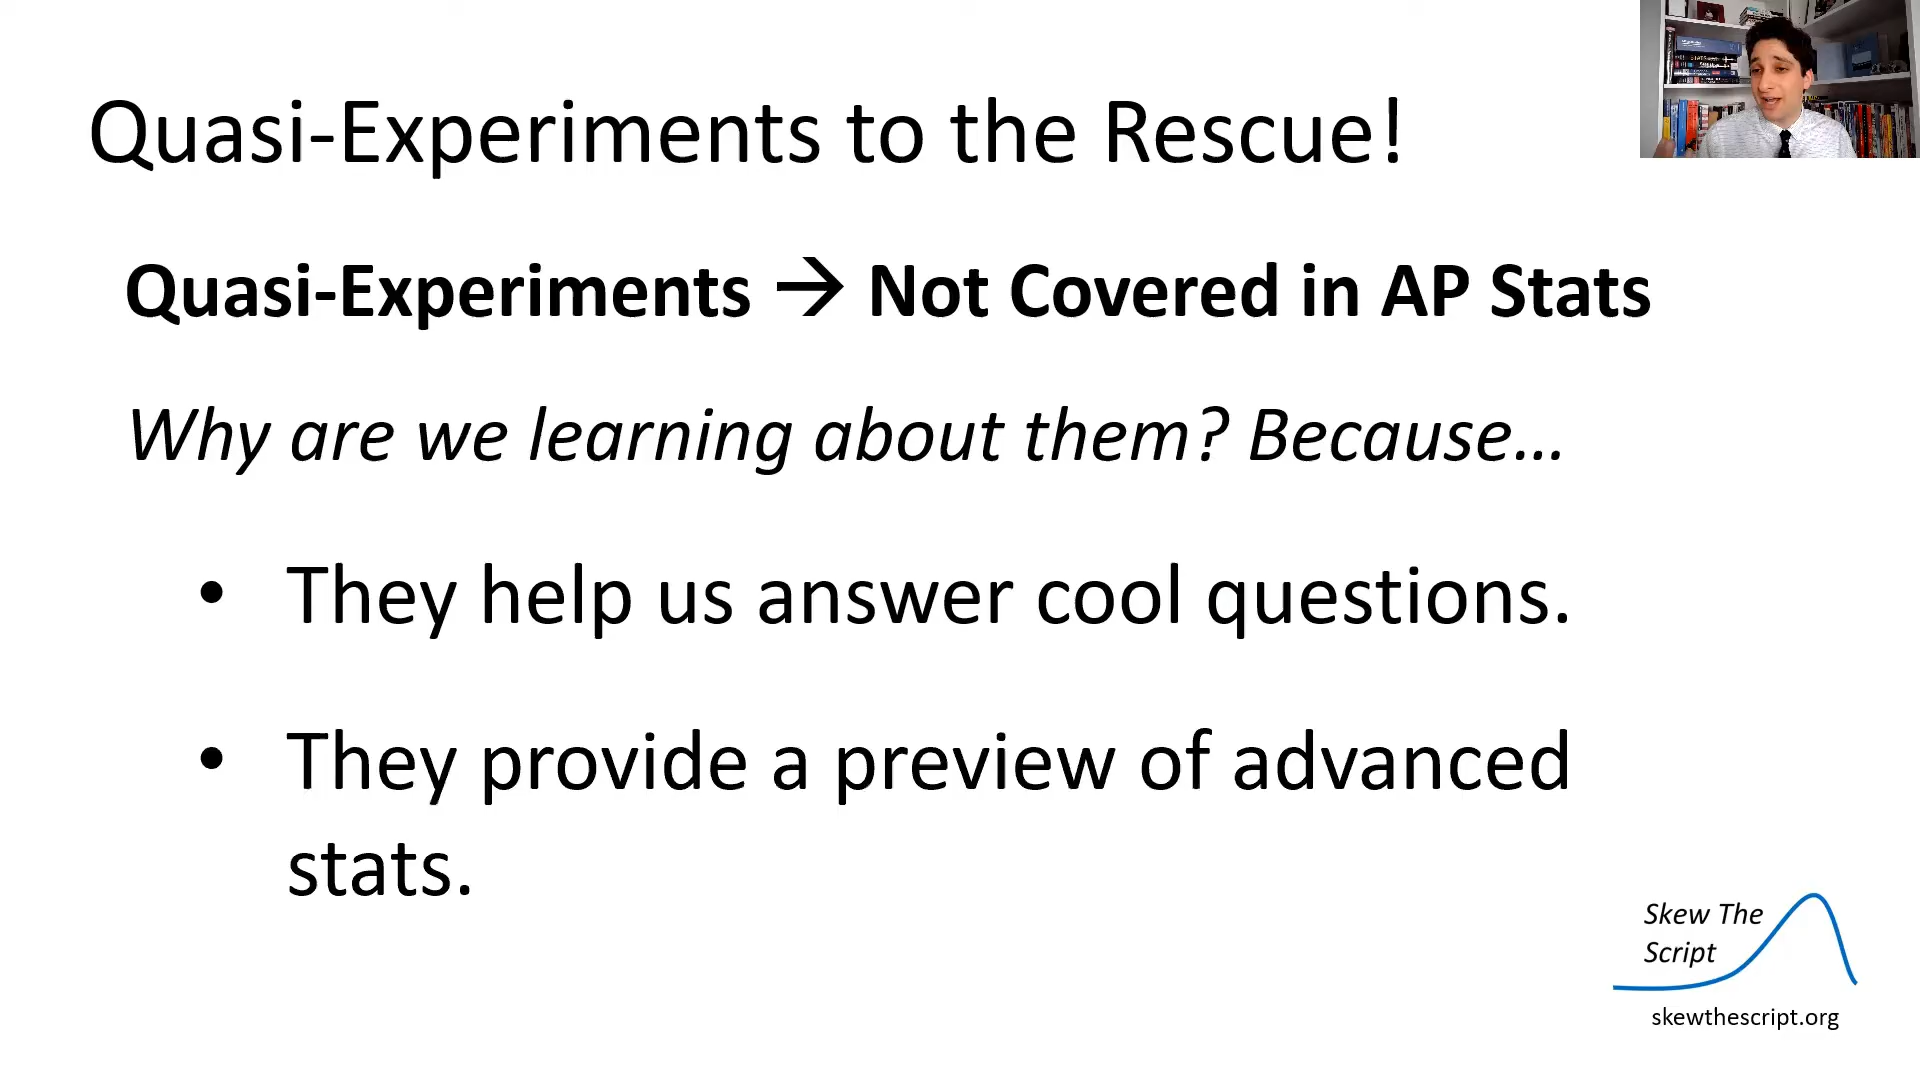 Quasi-Experiments to the Rescue!
Quasi-Experiments → Not Covered in AP Stats
Why are we learning about them? Because...
• They help us answer cool questions.
• They provide a preview of advanced
stats.
Skew The
Script
skewthescript.org